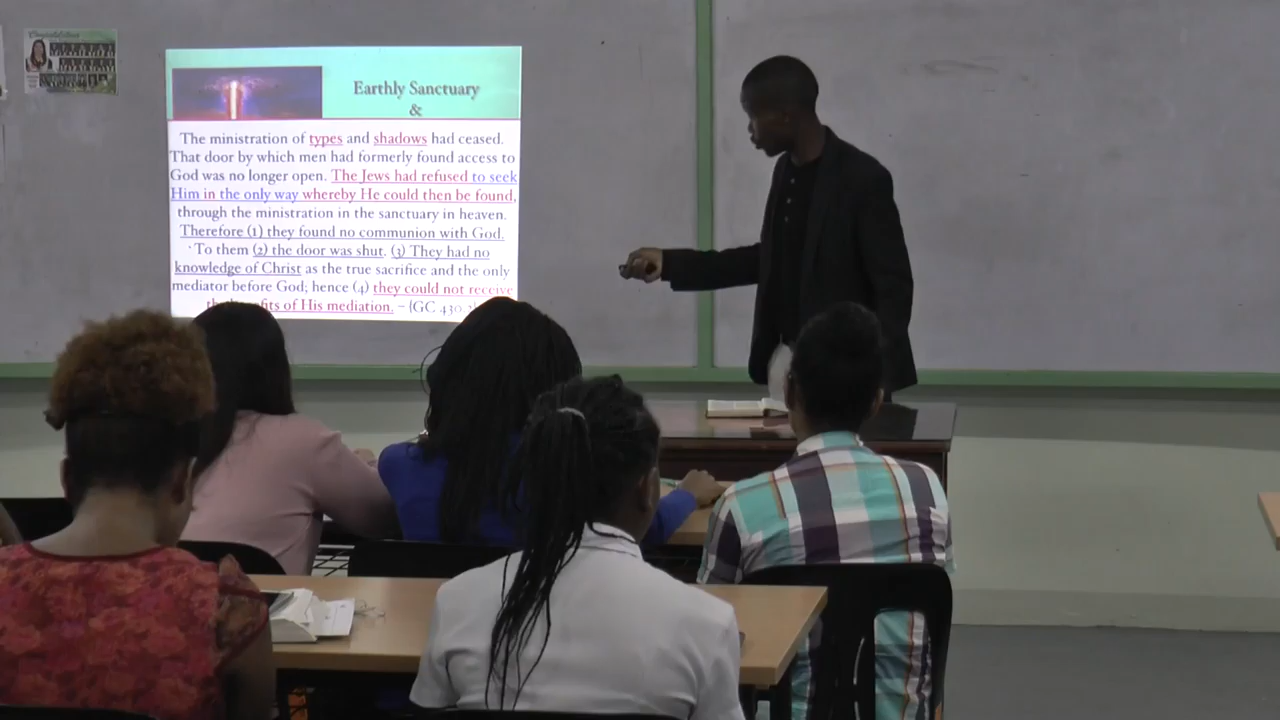 Congratulations
Earthly Sanctuary
&
The ministration of types and shadows had ceased.
That door by which men had formerly found access to
God was no longer open. The Jews had refused to seek
Him in the only way whereby He could then be found,
through the ministration in the sanctuary in heaven.
Therefore (1) they found no communion with God.
To them (2) the door was shut. (3) They had no
knowledge of Christ as the true sacrifice and the only
mediator before God; hence (4) they could not receive
of His mediation. – {GC 430.